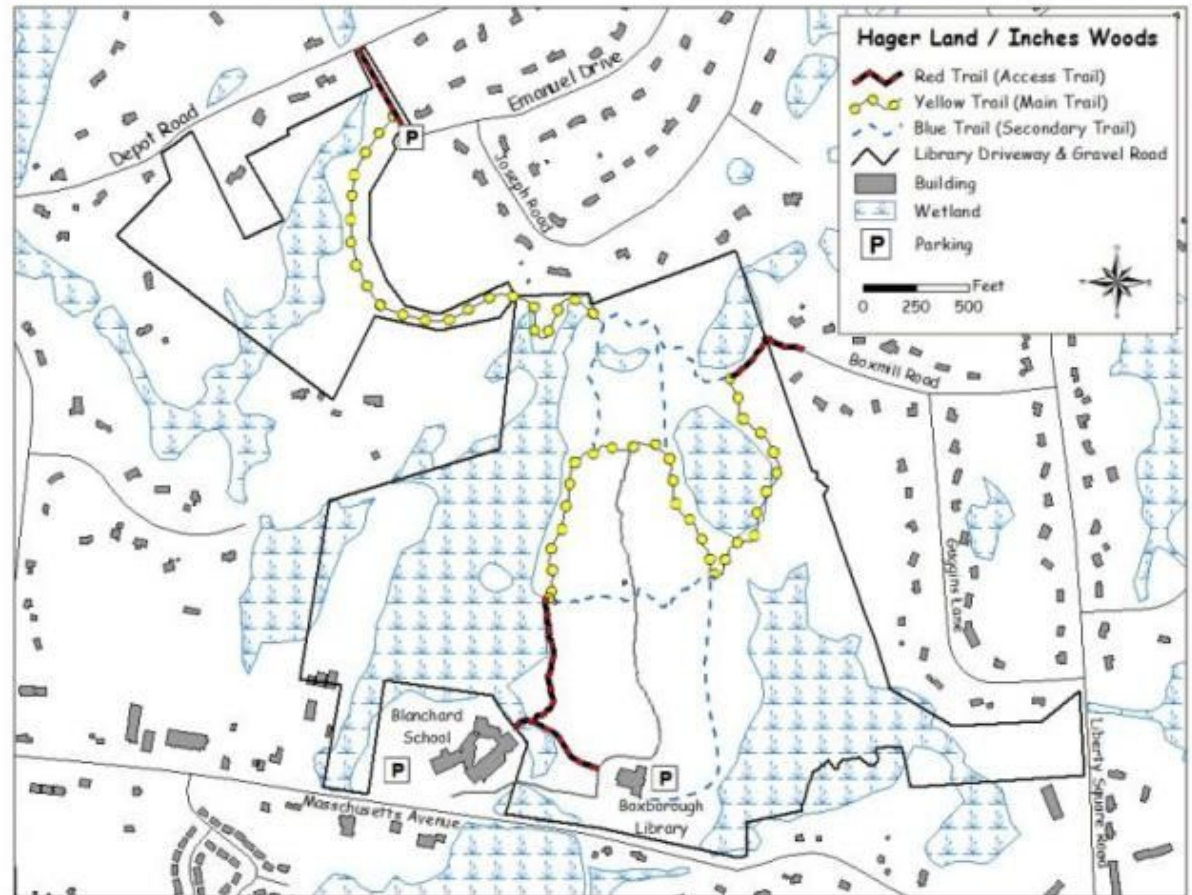 Hager Land / Inches Woods
Red Trail (Access Trail)
Yellow Trail (Main Trail)
Blue Trail (Secondary Trail)
Library Driveway & Gravel Road
Building
Wetland
P Parking
Feet
0 250 500
Depot Road
Emanuel Drive
P
Joseph Road
Boxmill Road
Goggins Lane
Liberty Square Road
Blanchard
School
P
P
Boxborough
Library
Masschusetts Avenue